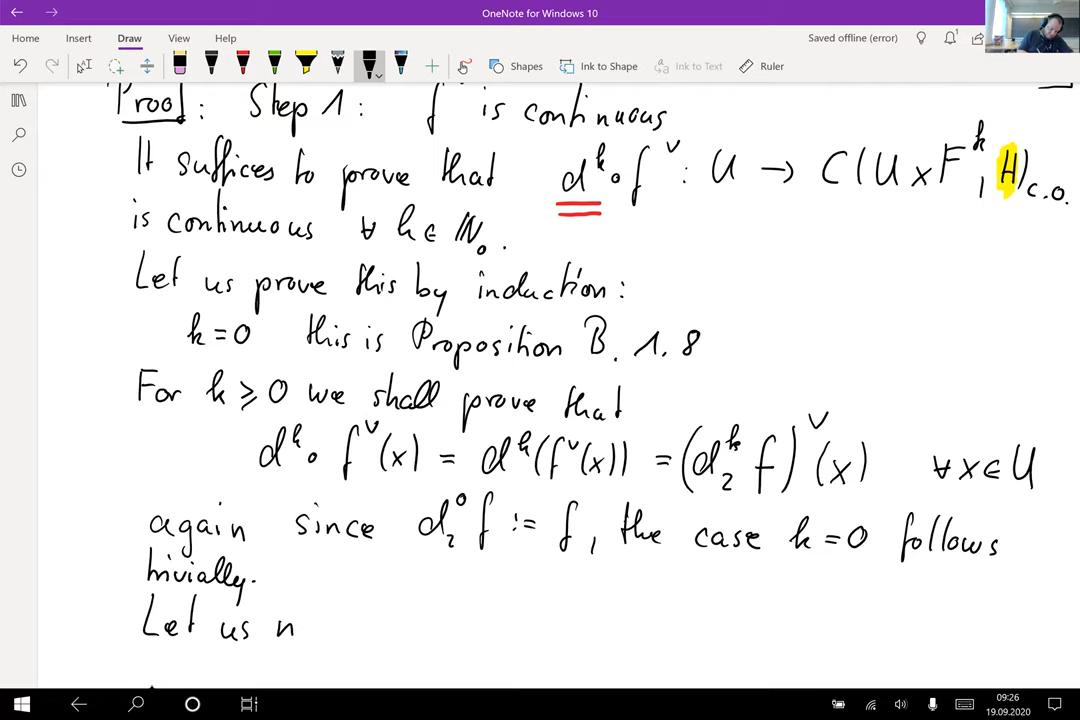 OneNote for Windows 10
Home Insert Draw View Help Saved offline (error)
Shapes Ink to Shape Ink to Text Ruler
Proof: Step 1: f^∨ is continuous
It suffices to prove that d^k∘f^∨ : U → C(U×F^k, H)_{c.o.}
is continuous ∀ k∈ℕ₀.
Let us prove this by induction:
k=0 this is Proposition B.1.8
For k≥0 we shall prove that
d^k∘f^∨(x) = d^k(f^∨(x)) = (d_2^k f)^∨(x) ∀x∈U
again since d_2^0 f := f, the case k=0 follows
trivially.
Let us n
09:26
19.09.2020